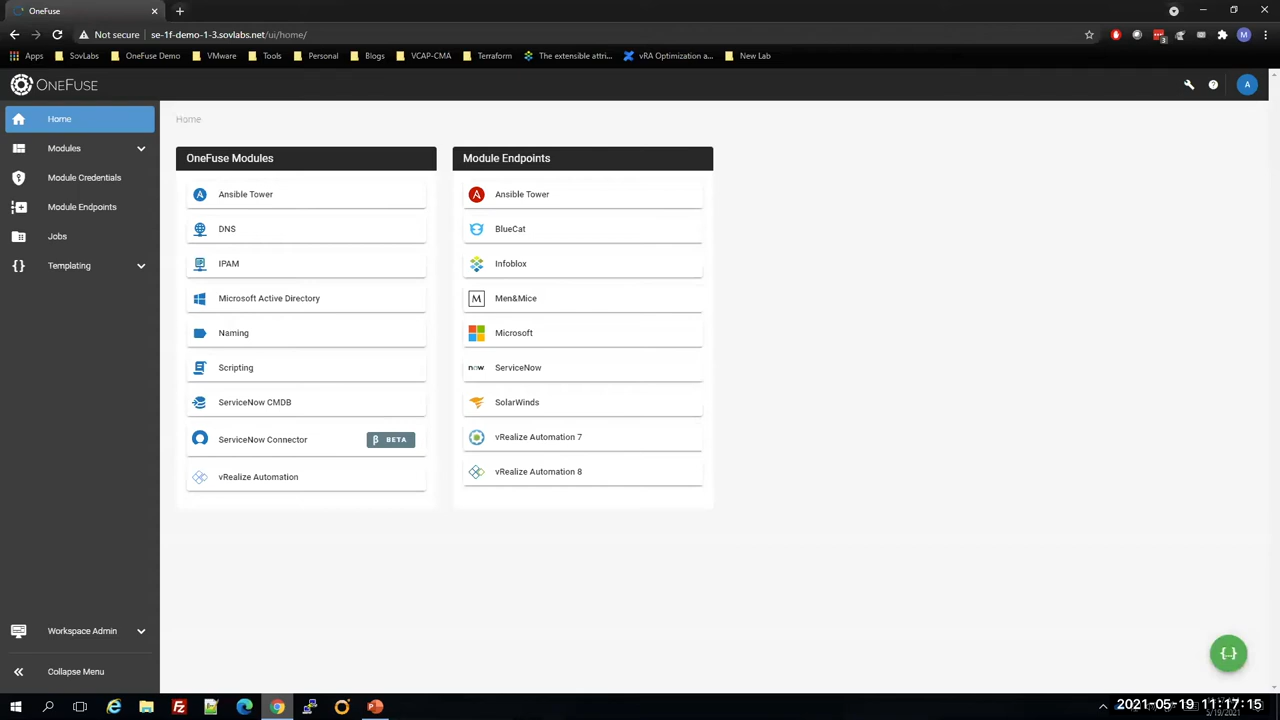 OneFuse
Not secure
se-1f-demo-1-3.sovlabs.net/ui/home/
M
Apps
SovLabs
OneFuse Demo
VMware
Tools
Personal
Blogs
VCAP-CMA
Terraform
The extensible attri...
vRA Optimization a...
New Lab
ONEFUSE
A
Home
Modules
Module Credentials
Module Endpoints
Jobs
Templating
Workspace Admin
Collapse Menu
Home
OneFuse Modules
Ansible Tower
DNS
IPAM
Microsoft Active Directory
Naming
Scripting
ServiceNow CMDB
ServiceNow Connector
β BETA
vRealize Automation
Module Endpoints
Ansible Tower
BlueCat
Infoblox
M
Men&Mice
Microsoft
now
ServiceNow
SolarWinds
vRealize Automation 7
vRealize Automation 8
{...}
2021-05-19 11:17:15
5/19/2021